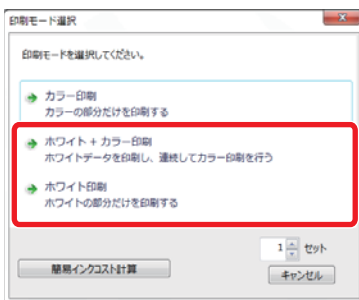 印刷モード選択
印刷モードを選択してください。
カラー印刷
カラーの部分だけを印刷する
ホワイト + カラー印刷
ホワイトデータを印刷し、連続してカラー印刷を行う
ホワイト印刷
ホワイトの部分だけを印刷する
1 セット
簡易インクコスト計算 キャンセル